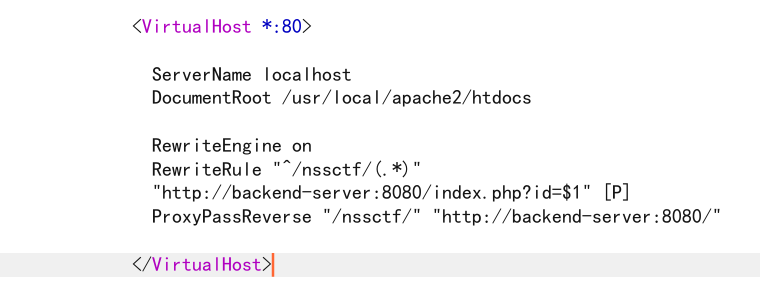 <VirtualHost *:80>
ServerName localhost
DocumentRoot /usr/local/apache2/htdocs
RewriteEngine on
RewriteRule "^/nssctf/(.*)"
"http://backend-server:8080/index.php?id=$1" [P]
ProxyPassReverse "/nssctf/" "http://backend-server:8080/"
</VirtualHost>